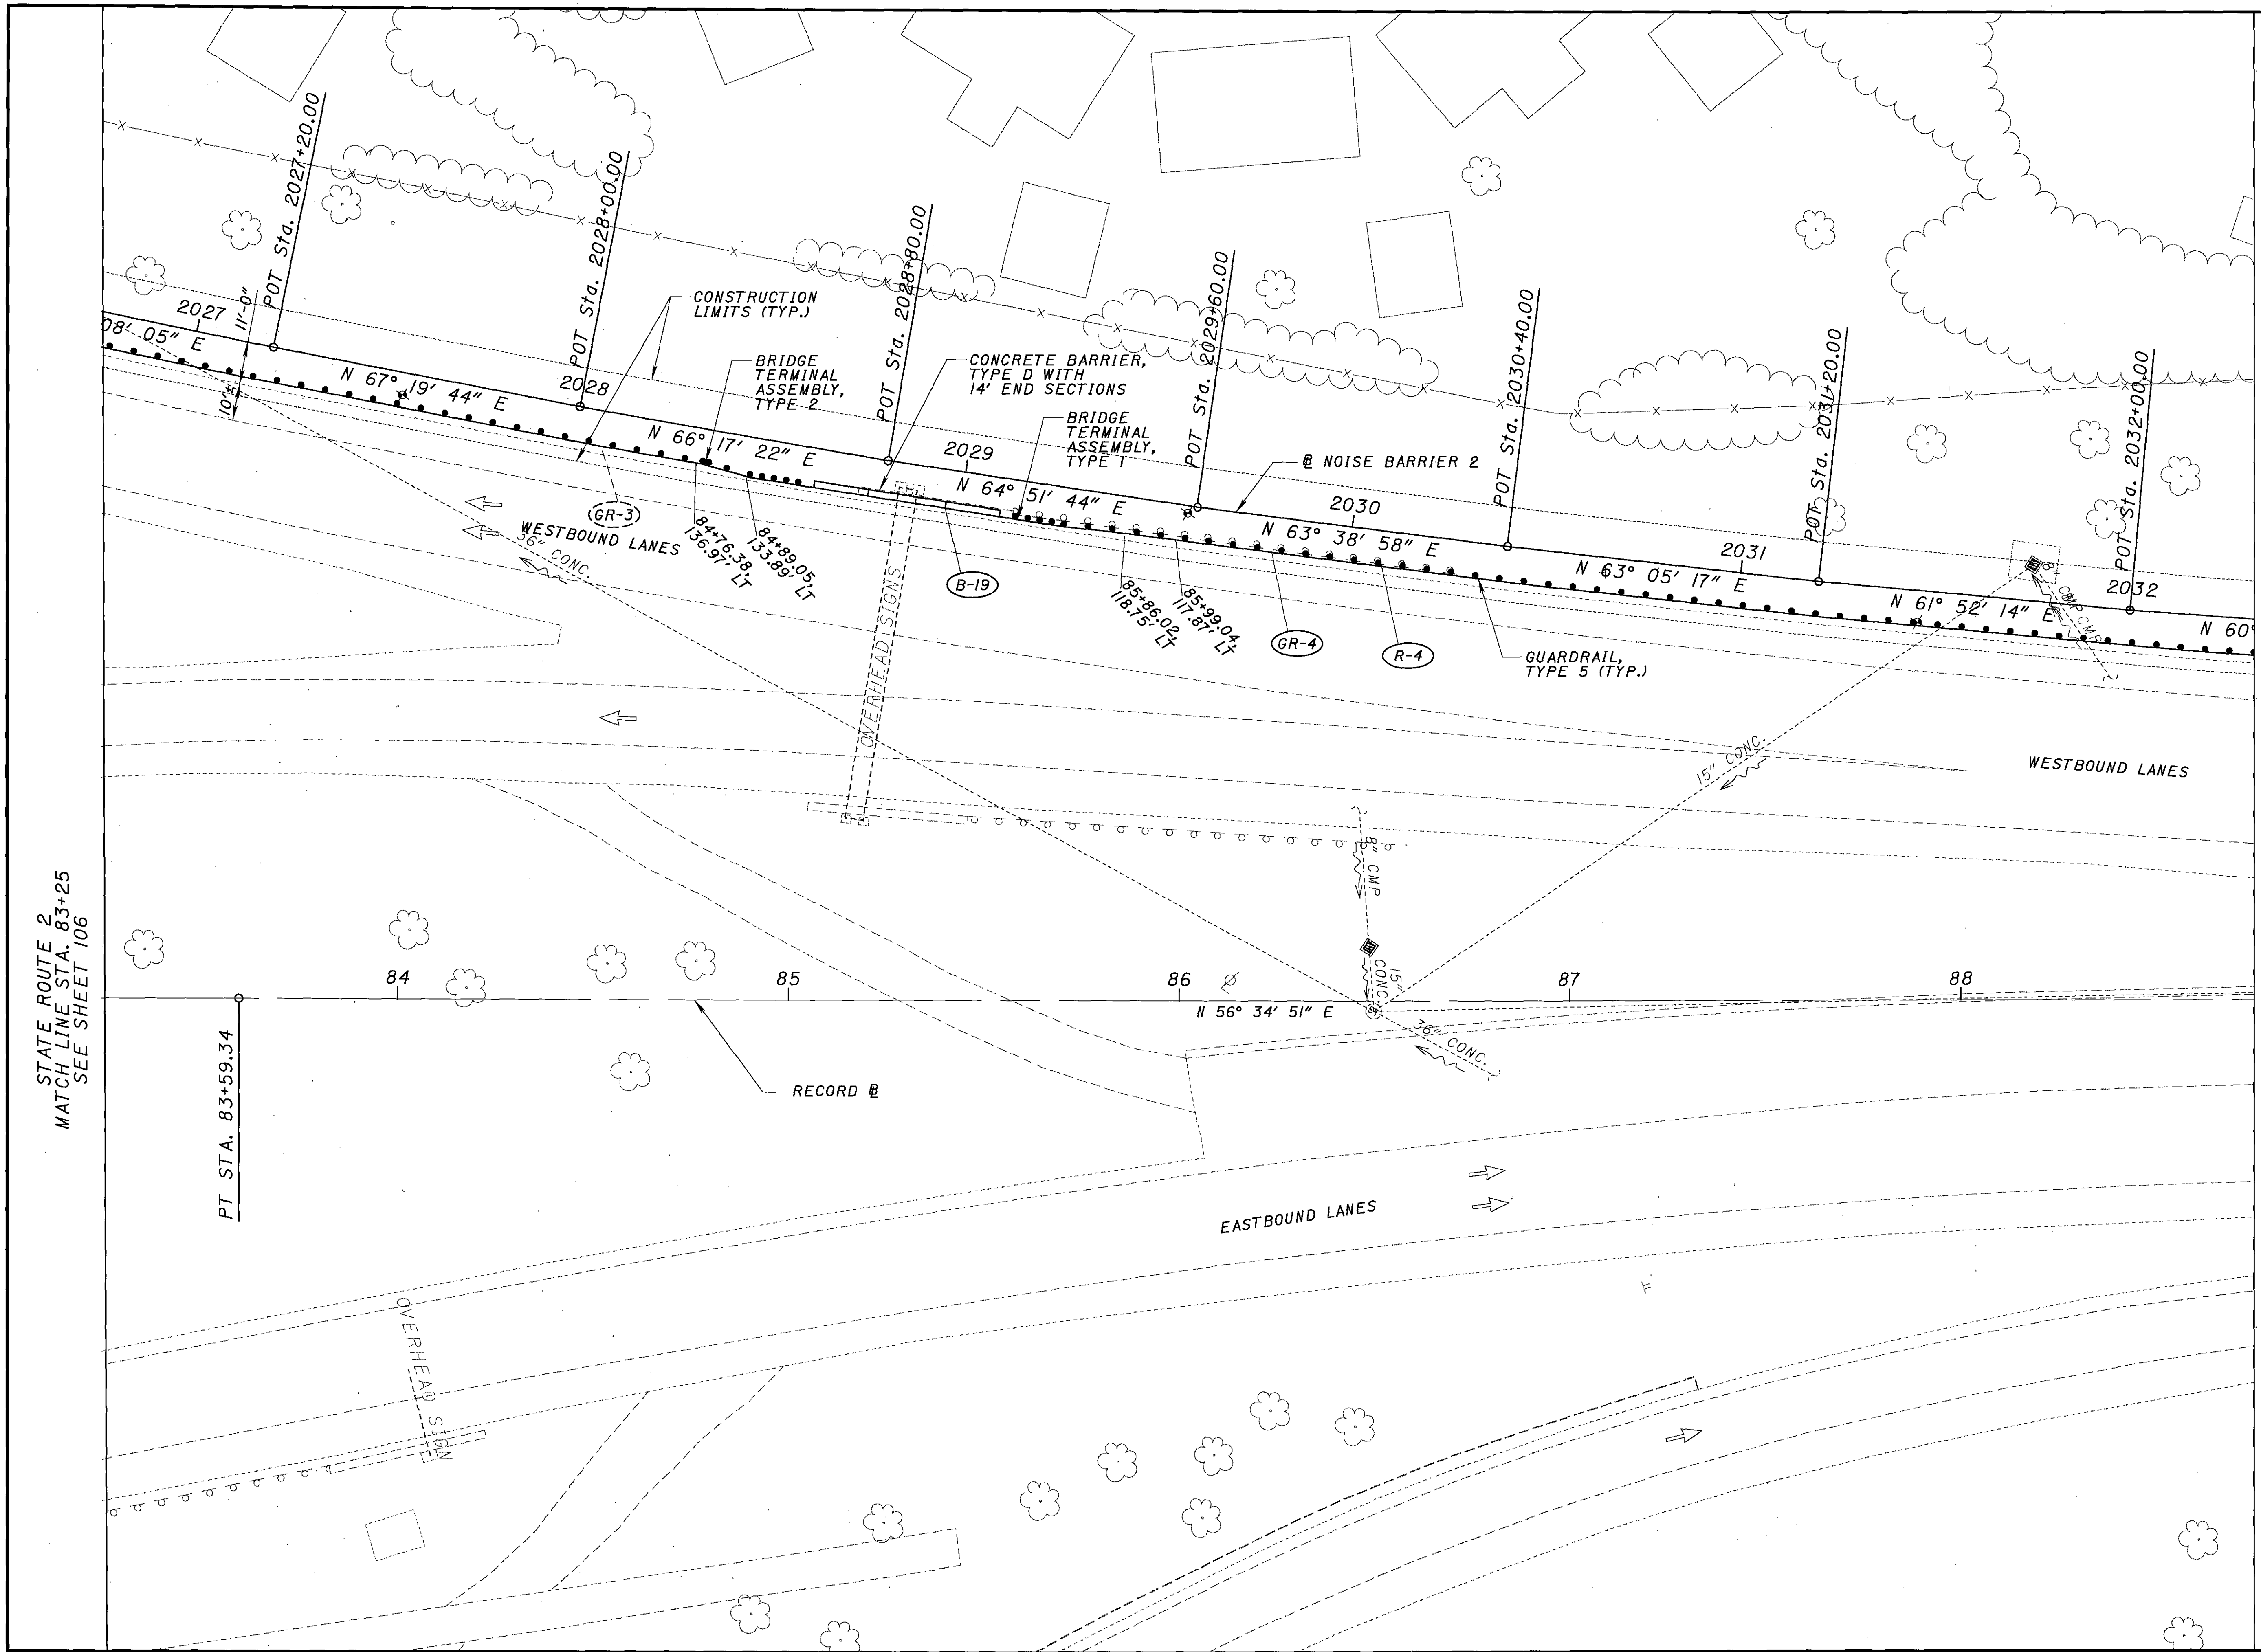 STATE ROUTE 2
MATCH LINE STA. 83+25
SEE SHEET 106
POT Sta. 2027+20.00
POT Sta. 2028+00.00
POT Sta. 2028+80.00
POT Sta. 2029+60.00
POT Sta. 2030+40.00
POT Sta. 2031+20.00
POT Sta. 2032+00.00
2027
11'-0"
10'±
08' 05" E
N 67° 19' 44" E
2028
CONSTRUCTION
LIMITS (TYP.)
BRIDGE
TERMINAL
ASSEMBLY,
TYPE 2
CONCRETE BARRIER,
TYPE D WITH
14' END SECTIONS
BRIDGE
TERMINAL
ASSEMBLY,
TYPE 1
N 66° 17' 22" E
2029
N 64° 51' 44" E
℄ NOISE BARRIER 2
2030
N 63° 38' 58" E
2031
N 63° 05' 17" E
N 61° 52' 14" E
2032
N 60°
8" CMP
CMP
GR-3
WESTBOUND LANES
36" CONC.
84+76.38,
136.97' LT
84+89.05,
133.89' LT
OVERHEAD SIGNS
B-19
85+86.02,
118.75' LT
85+99.04,
117.87' LT
GR-4
R-4
GUARDRAIL,
TYPE 5 (TYP.)
15" CONC.
WESTBOUND LANES
8" CMP
15"
CONC.
84
85
86
87
88
N 56° 34' 51" E
36" CONC.
PT STA. 83+59.34
RECORD ℄
EASTBOUND LANES
OVERHEAD SIGN